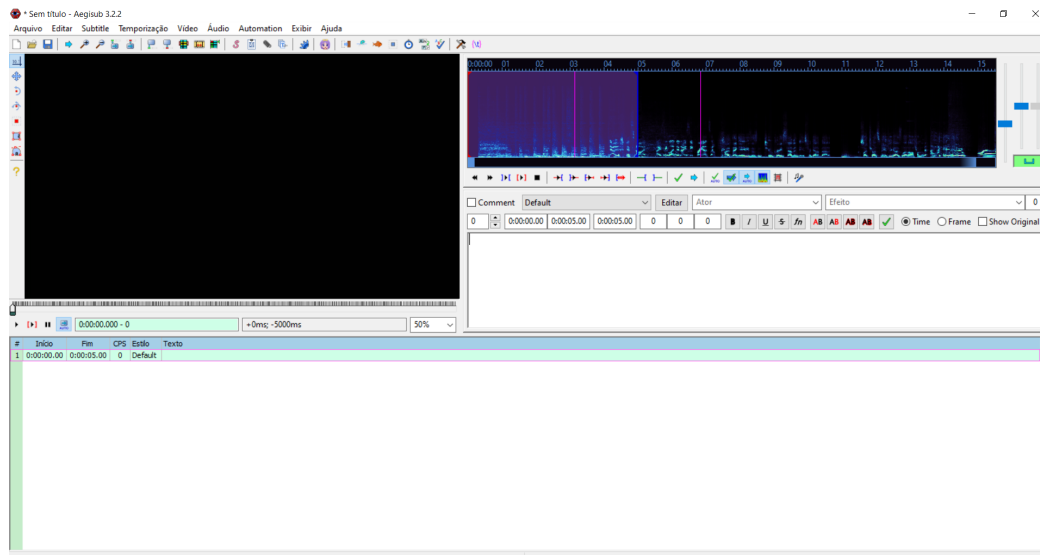 * Sem título - Aegisub 3.2.2
Arquivo Editar Subtitle Temporização Vídeo Áudio Automation Exibir Ajuda
0:00:00 01 02 03 04 05 06 07 08 09 10 11 12 13 14 15
Comment Default Editar Ator Efeito 0
0 0:00:00.00 0:00:05.00 0:00:05.00 0 0 0 B I U S fn AB AB AB AB Time Frame Show Original
0:00:00.000 - 0 +0ms; -5000ms 50%
# Início Fim CPS Estilo Texto
1 0:00:00.00 0:00:05.00 0 Default